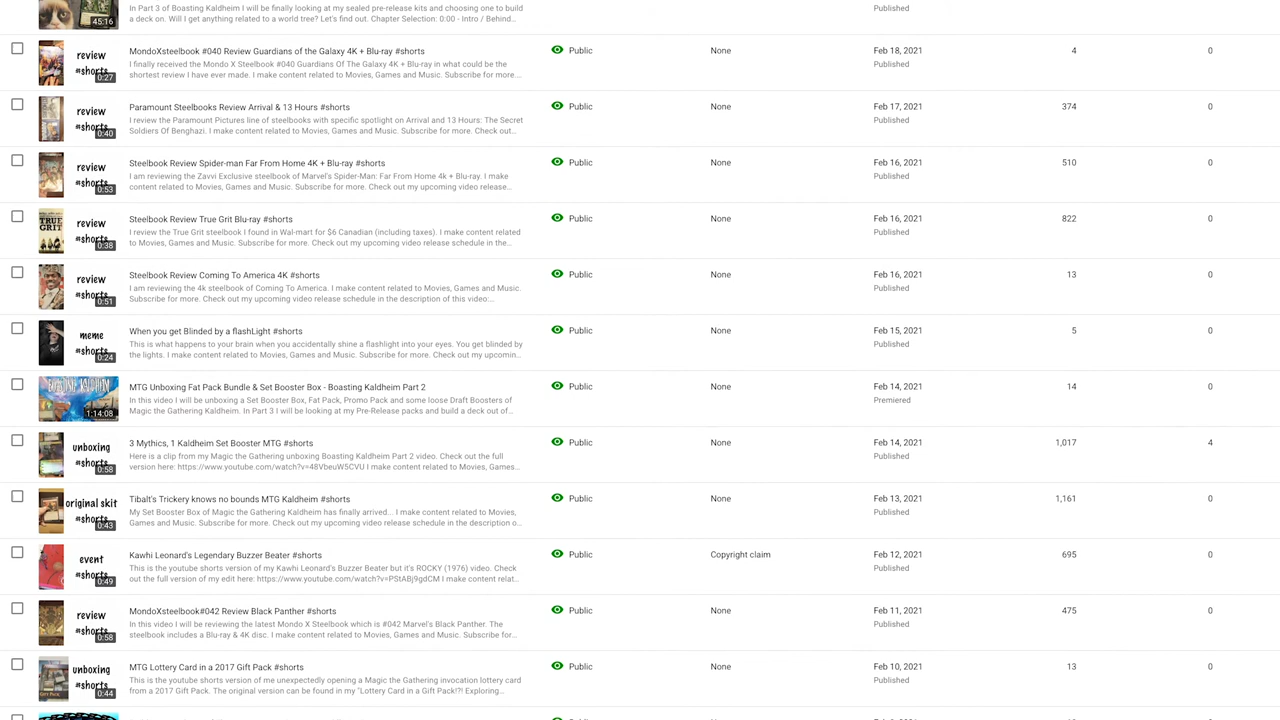 In Part 3 of Boasting Kaldheim I will be finally looking at my sealed pre-release kits and choosing one to build
Published
45:16
a deck on. Will I get anything related to a world tree? Let's find out. Chapter Selection: 0:00 - Intro / Behind...
review
#shorts
0:27
MondoXsteelbook #040 Review Guardians of the Galaxy 4K + Blu-ray #shorts
I finally received the Mondo X Steelbook #040 Guardians Of The Galaxy 4K + Blu-ray in what could be the
shortest review I have ever made. I make content related to Movies, Games and Music. Subscribe for more...
Public
None
Feb 18, 2021
Published
4
0
review
#shorts
0:40
Paramount Steelbooks Review Arrival & 13 Hours #shorts
I review the Paramount Pictures line of steelbooks with specific spotlight on Arrival and 13 Hours: The Secret
Soldiers Of Benghazi. I make content related to Movies, Games and Music. Subscribe for more. Check out...
Public
None
Feb 17, 2021
Published
374
0
review
#shorts
0:53
Steelbook Review Spider-man Far From Home 4K + Blu-ray #shorts
I am reviewing the Zavvi Exclusive steelbook of Marvel's Spider-Man: Far From Home 4k + Blu-Ray. I make
content related to Movies, Games and Music. Subscribe for more. Check out my upcoming video release...
Public
None
Feb 16, 2021
Published
510
0
TRUE
GRIT
review
#shorts
0:38
Steelbook Review True Grit Blu-ray #shorts
I review the True Grit steelbook I found in Wal-mart for $6 Canadian (including taxes). I make content related
to Movies, Games and Music. Subscribe for more. Check out my upcoming video release schedule in the...
Public
None
Feb 16, 2021
Published
822
0
review
#shorts
0:51
Steelbook Review Coming To America 4K #shorts
I am reviewing the 4k steelbook of Coming To America. I make content related to Movies, Games and Music.
Subscribe for more. Check out my upcoming video release schedule in the description of this video:...
Public
None
Feb 16, 2021
Published
13
0
meme
#shorts
0:24
When you get Blinded by a flashLight #shorts
This is what happens to your brain when you accidentally shine a flashlight into your eyes. You get blinded by
the lights. I make content related to Movies, Games and Music. Subscribe for more. Check out my upcomin...
Public
None
Feb 15, 2021
Published
5
0
BOASTING KALDHEIM
1:14:08
MTG Unboxing Fat Pack Bundle & Set Booster Box - Boasting Kaldheim Part 2
In this video I will be unboxing a Set Booster Box, Fat Pack, Promo Pack and some loose Draft Boosters of
Magic the Gathering Kaldheim. In Part 3 I will be looking at my Pre-Release packs and build a deck out of...
Public
None
Feb 14, 2021
Premiered
14
0
unboxing
#shorts
0:58
3 Mythics, 1 Kaldheim Set Booster MTG #shorts
Here is a clip from my Magic the Gathering unboxing Boasting Kaldheim Part 2 video. Check out the full
version here: https://www.youtube.com/watch?v=48VbeuW5CVU I make content related to Movies, Games...
Public
None
Feb 14, 2021
Published
1,017
4
original skit
#shorts
0:43
Tibalt's Trickery knows no bounds MTG Kaldheim #shorts
My Set Booster Box of Magic the Gathering Kaldheim has finally arrived... I make content related to Movies,
Games and Music. Subscribe for more. Check out my upcoming video release schedule in the description o...
Public
None
Feb 13, 2021
Published
1,161
0
event
#shorts
0:49
Kawhi Leonard's Legendary Buzzer Beater #shorts
This is the youtube shorts version of my Kawhi Leonard's Buzzer Beater but it's ROCKY (1976) video. Check
out the full version of my edit here: https://www.youtube.com/watch?v=PStABj9gdCM I make content relat...
Public
Copyright claim
Feb 12, 2021
Published
695
0
review
#shorts
0:58
MondoXsteelbook#042 Review Black Panther #shorts
In this video I will be reviewing the latest Mondo X Steelbook which is #042 Marvel's Black Panther. The
steelbook includes a Blu-ray & 4K disc. I make content related to Movies, Games and Music. Subscribe for...
Public
None
Feb 11, 2021
Published
475
0
unboxing
#shorts
0:44
MTG Lottery Card in a 2017 Gift Pack #shorts
This is the youtube shorts version of me unexpectedly opening a Magic the Gathering invocation lottery card
from a 2017 Gift Pack. The original version can be found in my "Lottery Card in a Gift Pack!?! Exploring...
Public
None
Feb 10, 2021
Published
13
0